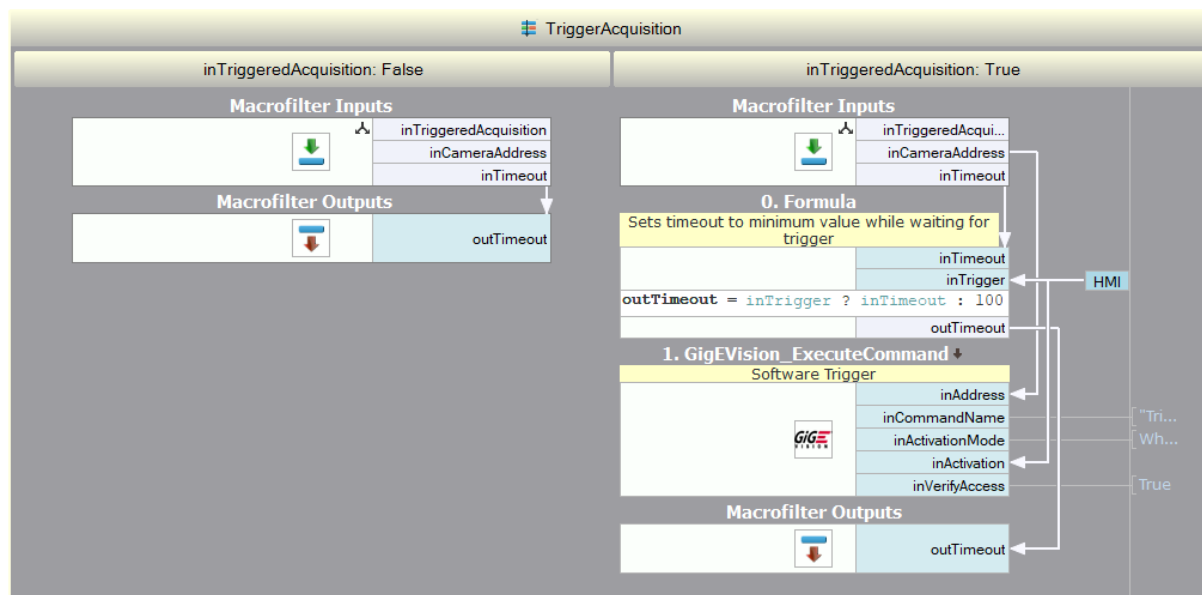 TriggerAcquisition
inTriggeredAcquisition: False
Macrofilter Inputs
inTriggeredAcquisition
inCameraAddress
inTimeout
Macrofilter Outputs
outTimeout
inTriggeredAcquisition: True
Macrofilter Inputs
inTriggeredAcqui...
inCameraAddress
inTimeout
0. Formula
Sets timeout to minimum value while waiting for
trigger
inTimeout
inTrigger
HMI
outTimeout = inTrigger ? inTimeout : 100
outTimeout
1. GigEVision_ExecuteCommand
Software Trigger
inAddress
inCommandName
"Tri...
GIGE
VISION
inActivationMode
Wh...
inActivation
inVerifyAccess
True
Macrofilter Outputs
outTimeout